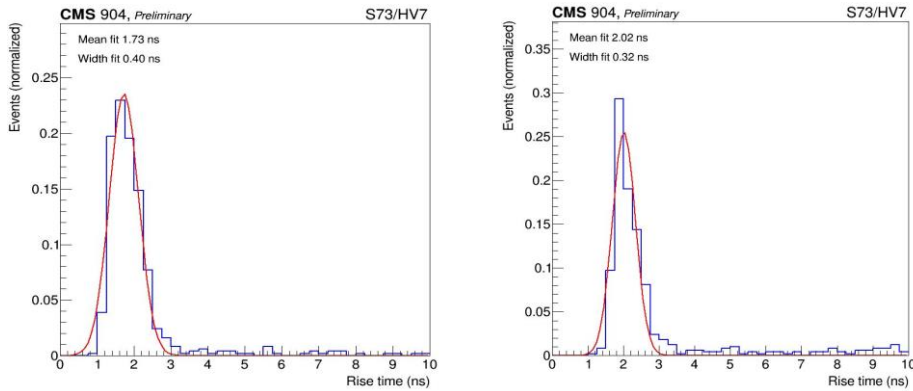 CMS 904, Preliminary S73/HV7
Mean fit 1.73 ns
Width fit 0.40 ns
Events (normalized)
0.25
0.2
0.15
0.1
0.05
0
0 1 2 3 4 5 6 7 8 9 10
Rise time (ns)
CMS 904, Preliminary S73/HV7
Mean fit 2.02 ns
Width fit 0.32 ns
Events (normalized)
0.35
0.3
0.25
0.2
0.15
0.1
0.05
0
0 1 2 3 4 5 6 7 8 9 10
Rise time (ns)